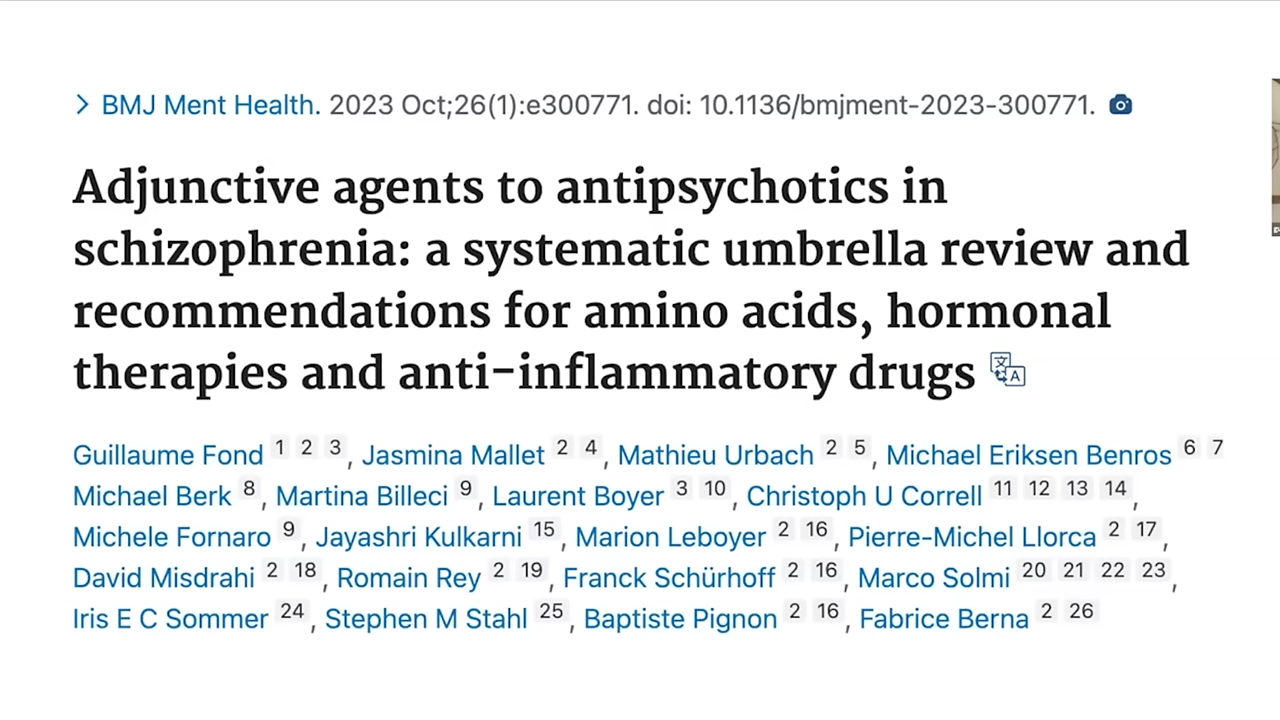 BMJ Ment Health. 2023 Oct;26(1):e300771. doi: 10.1136/bmjment-2023-300771.
Adjunctive agents to antipsychotics in
schizophrenia: a systematic umbrella review and
recommendations for amino acids, hormonal
therapies and anti-inflammatory drugs
Guillaume Fond 1 2 3, Jasmina Mallet 2 4, Mathieu Urbach 2 5, Michael Eriksen Benros 6 7
Michael Berk 8, Martina Billeci 9, Laurent Boyer 3 10, Christoph U Correll 11 12 13 14,
Michele Fornaro 9, Jayashri Kulkarni 15, Marion Leboyer 2 16, Pierre-Michel Llorca 2 17,
David Misdrahi 2 18, Romain Rey 2 19, Franck Schürhoff 2 16, Marco Solmi 20 21 22 23,
Iris E C Sommer 24, Stephen M Stahl 25, Baptiste Pignon 2 16, Fabrice Berna 2 26